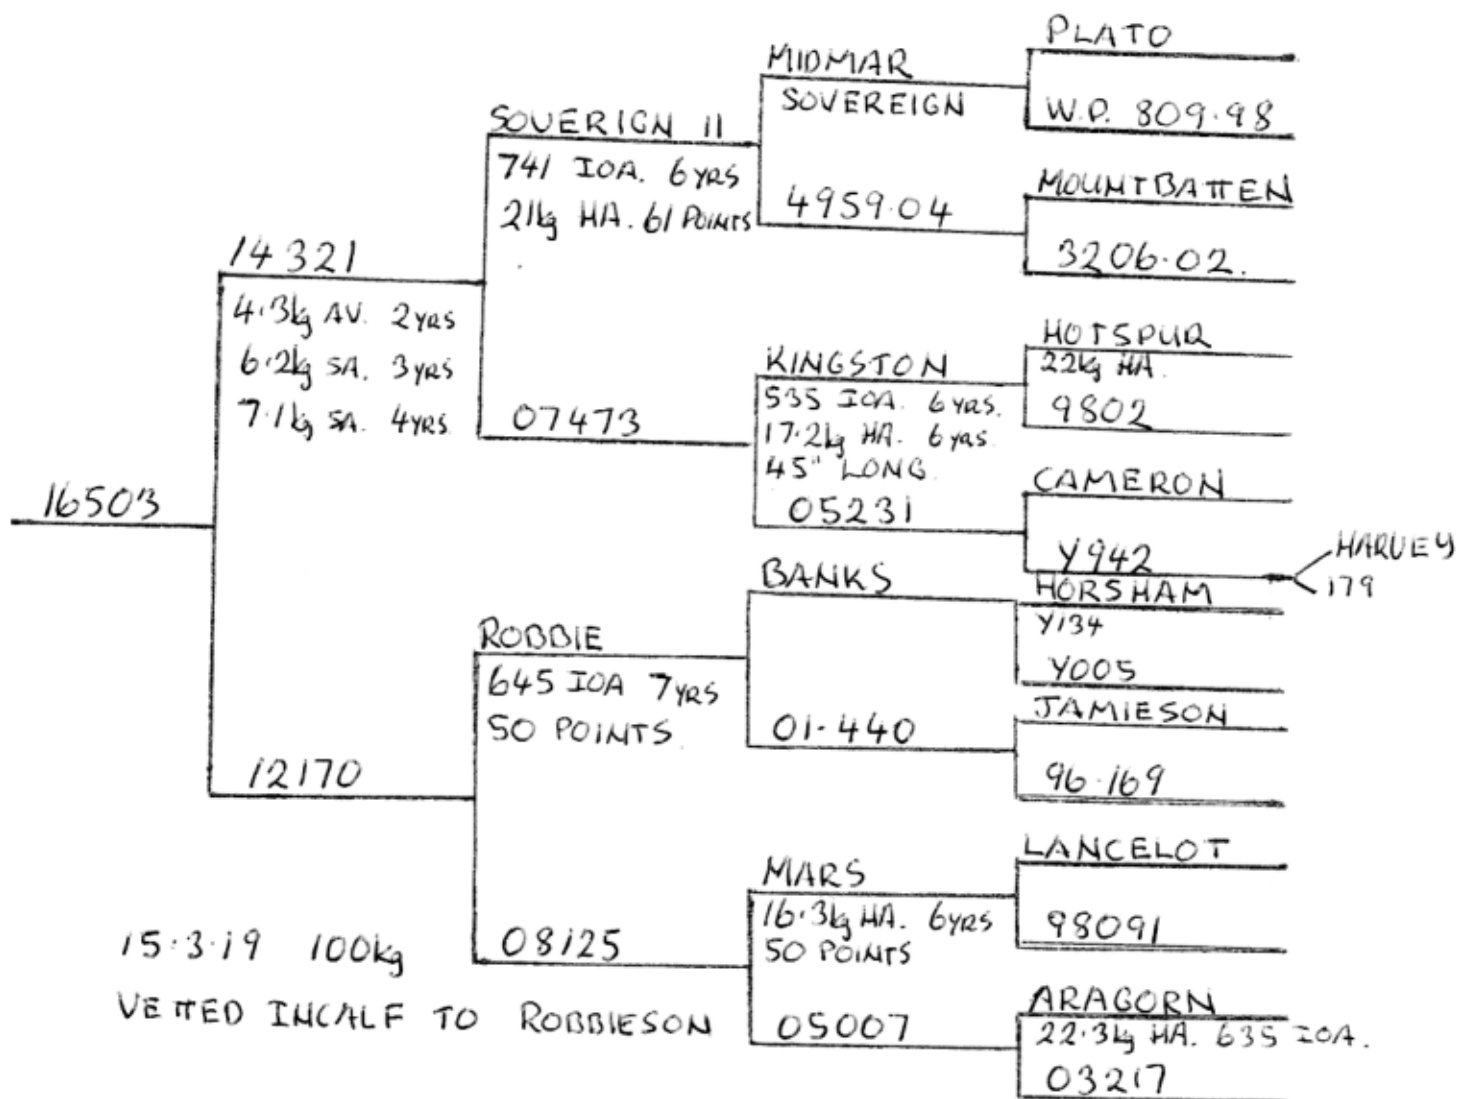 16503
14321
4.3kg AV. 2YRS
6.2kg SA. 3YRS
7.1kg SA. 4YRS
12170
SOVERIGN II
741 IOA. 6YRS
21kg HA. 61 POINTS
07473
ROBBIE
645 IOA 7YRS
50 POINTS
08125
MIDMAR
SOVEREIGN
4959.04
KINGSTON
535 IOA. 6YRS.
17.2kg HA. 6YRS
45" LONG
05231
BANKS
01.440
MARS
16.3kg HA. 6YRS
50 POINTS
05007
PLATO
W.P. 809.98
MOUNTBATTEN
3206.02.
HOTSPUR
22kg HA.
9802
CAMERON
Y942
HARVEY
179
HORSHAM
Y134
Y005
JAMIESON
96.169
LANCELOT
98091
ARAGORN
22.3kg HA. 635 IOA.
03217
15.3.19 100kg
VETTED INCALF TO ROBBIESON